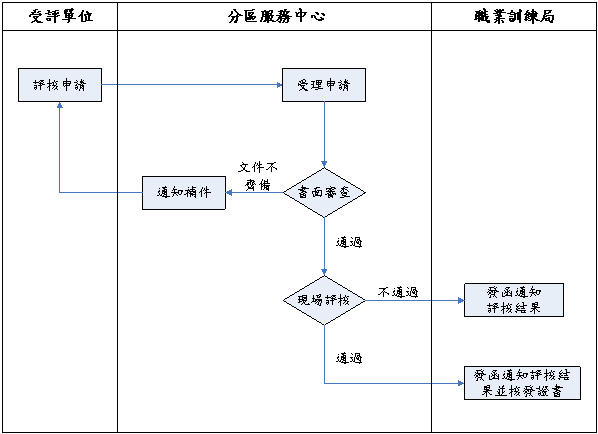 受評單位
分區服務中心
職業訓練局
評核申請
受理申請
文件不
齊備
通知補件
書面審查
通過
現場評核
不通過
發函通知
評核結果
通過
發函通知評核結
果並核發證書